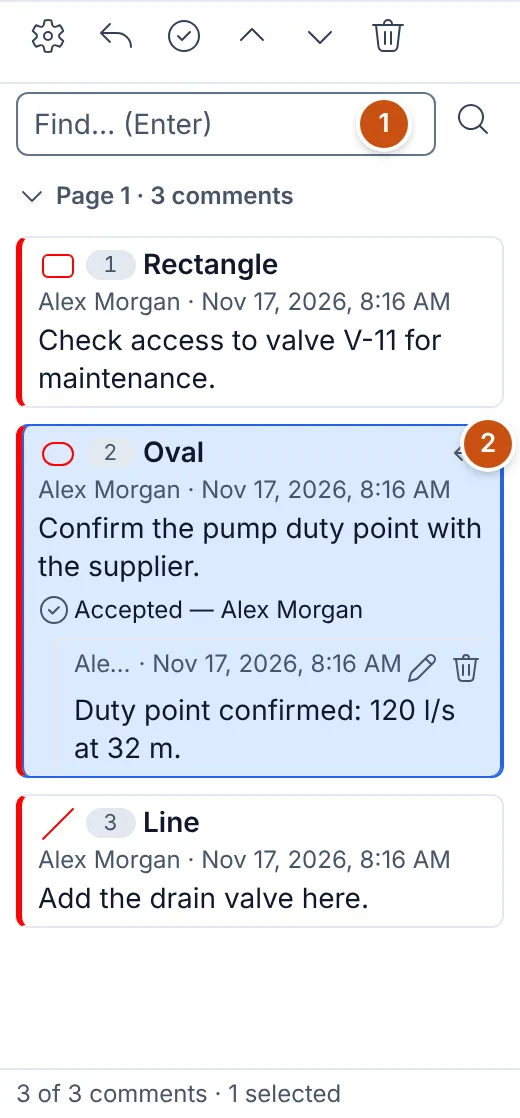 Find... (Enter)
1
Page 1 · 3 comments
1 Rectangle
Alex Morgan · Nov 17, 2026, 8:16 AM
Check access to valve V-11 for
maintenance.
2 Oval
2
Alex Morgan · Nov 17, 2026, 8:16 AM
Confirm the pump duty point with
the supplier.
Accepted — Alex Morgan
Ale... · Nov 17, 2026, 8:16 AM
Duty point confirmed: 120 l/s
at 32 m.
3 Line
Alex Morgan · Nov 17, 2026, 8:16 AM
Add the drain valve here.
3 of 3 comments · 1 selected